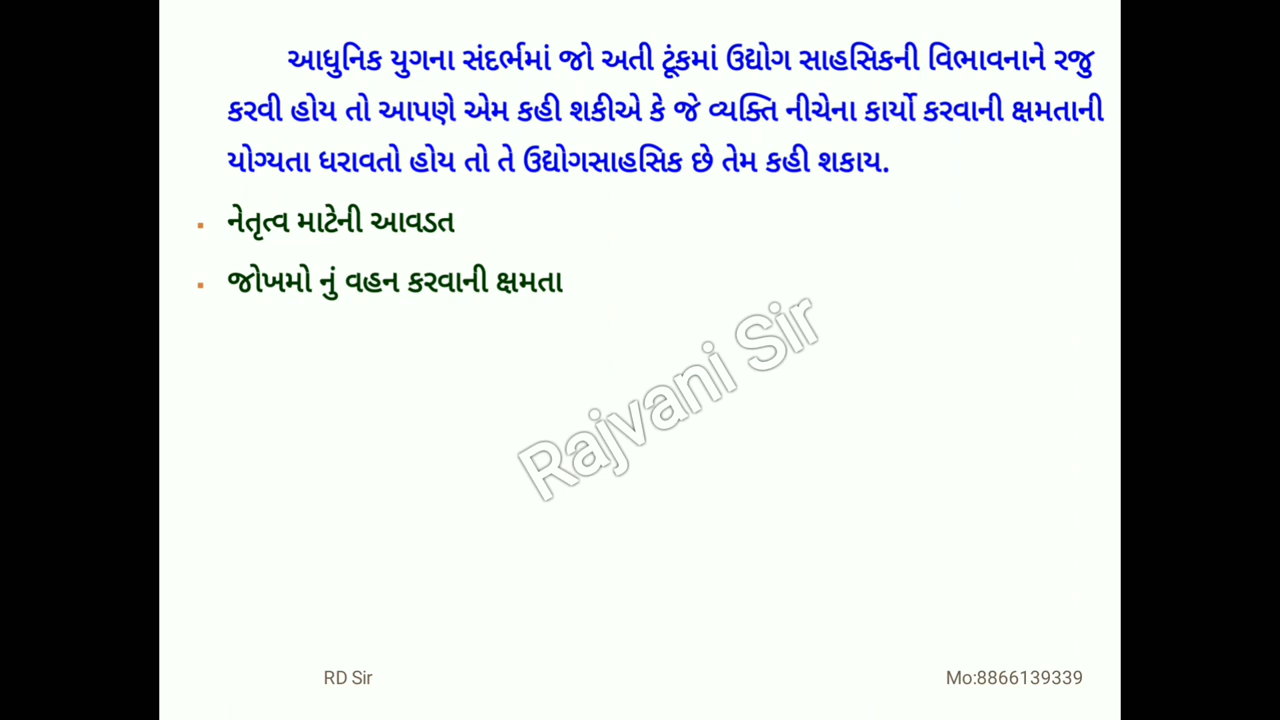 આધુનિક યુગના સંદર્ભમાં જો અતી ટૂંકમાં ઉદ્યોગ સાહસિકની વિભાવનાને રજુ
કરવી હોય તો આપણે એમ કહી શકીએ કે જે વ્યક્તિ નીચેના કાર્યો કરવાની ક્ષમતાની
યોગ્યતા ધરાવતો હોય તો તે ઉદ્યોગસાહસિક છે તેમ કહી શકાય.
▪ નેતૃત્વ માટેની આવડત
▪ જોખમો નું વહન કરવાની ક્ષમતા
Rajvani Sir
RD Sir
Mo:8866139339